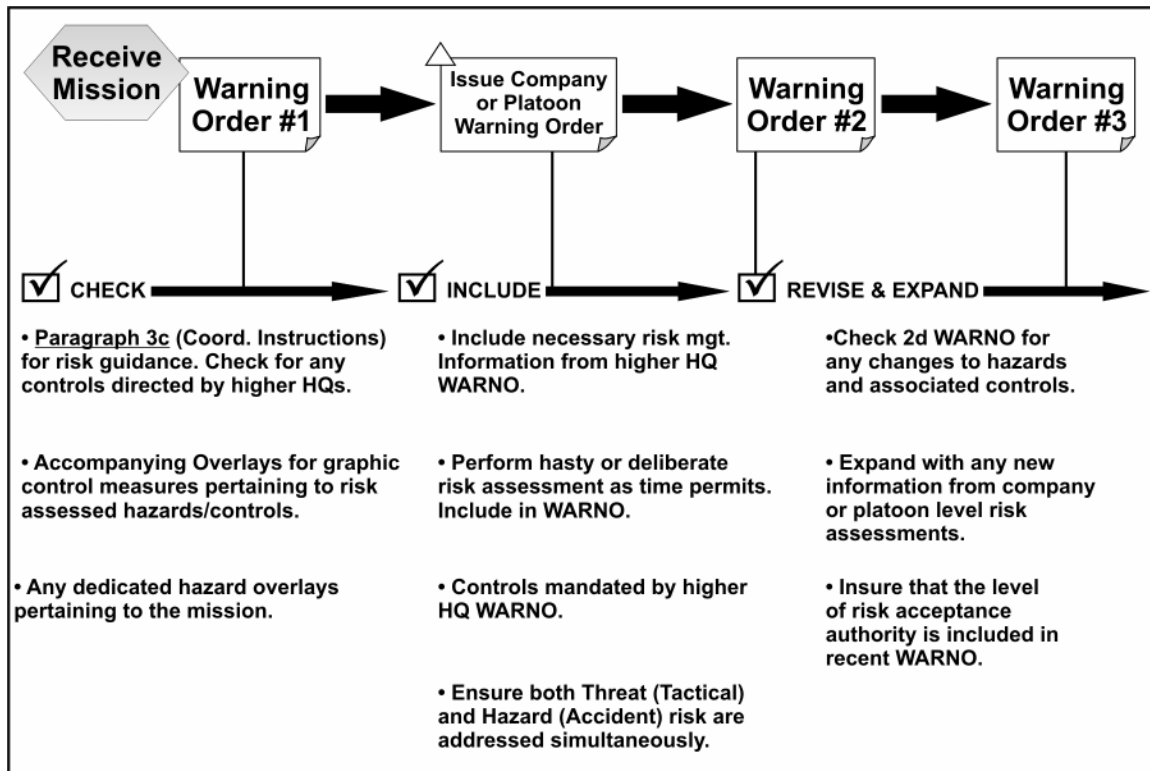 Receive
Mission
Warning
Order #1
Issue Company
or Platoon
Warning Order
Warning
Order #2
Warning
Order #3
CHECK
• Paragraph 3c (Coord. Instructions)
for risk guidance. Check for any
controls directed by higher HQs.
• Accompanying Overlays for graphic
control measures pertaining to risk
assessed hazards/controls.
• Any dedicated hazard overlays
pertaining to the mission.
INCLUDE
• Include necessary risk mgt.
Information from higher HQ
WARNO.
• Perform hasty or deliberate
risk assessment as time permits.
Include in WARNO.
• Controls mandated by higher
HQ WARNO.
• Ensure both Threat (Tactical)
and Hazard (Accident) risk are
addressed simultaneously.
REVISE & EXPAND
•Check 2d WARNO for
any changes to hazards
and associated controls.
• Expand with any new
information from company
or platoon level risk
assessments.
• Insure that the level
of risk acceptance
authority is included in
recent WARNO.